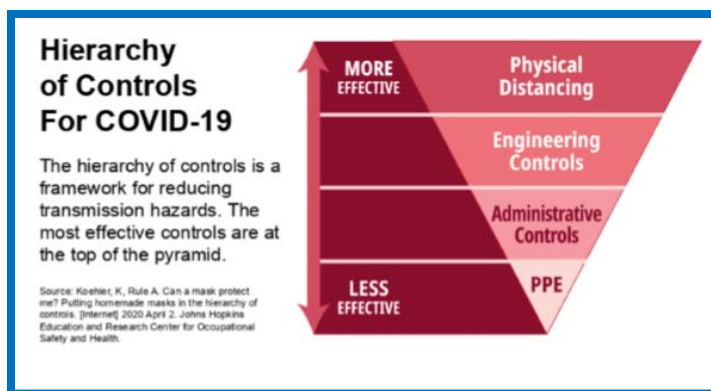 Hierarchy
of Controls
For COVID-19
The hierarchy of controls is a
framework for reducing
transmission hazards. The
most effective controls are at
the top of the pyramid.
Source: Koehler, K, Rule A. Can a mask protect
me? Putting homemade masks in the hierarchy of
controls. [Internet] 2020 April 2. Johns Hopkins
Education and Research Center for Occupational
Safety and Health.
MORE
EFFECTIVE
Physical
Distancing
Engineering
Controls
Administrative
Controls
LESS
EFFECTIVE
PPE